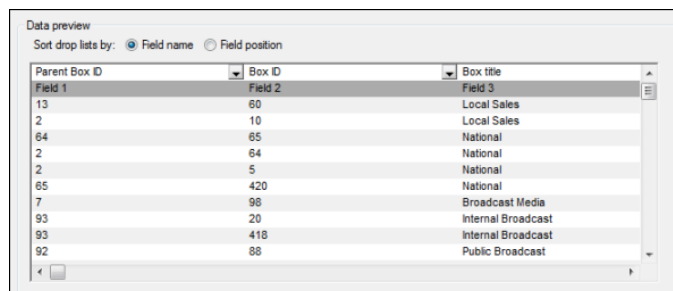 Data preview
Sort drop lists by: Field name Field position
Parent Box ID Box ID Box title
Field 1 Field 2 Field 3
13 60 Local Sales
2 10 Local Sales
64 65 National
2 64 National
2 5 National
65 420 National
7 98 Broadcast Media
93 20 Internal Broadcast
93 418 Internal Broadcast
92 88 Public Broadcast